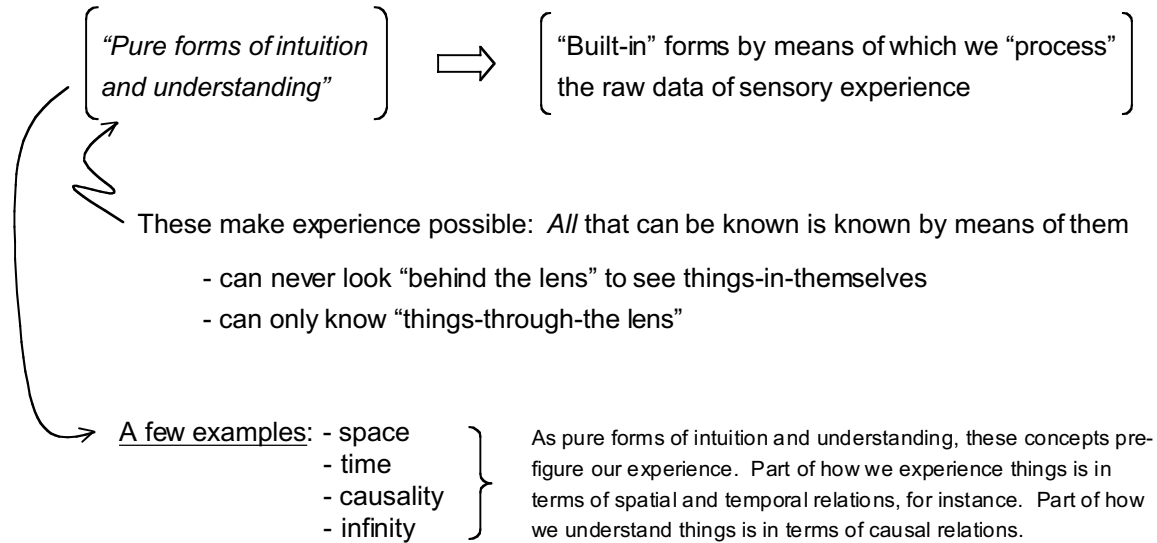 “Pure forms of intuition
and understanding”
“Built-in” forms by means of which we “process”
the raw data of sensory experience
These make experience possible: All that can be known is known by means of them
- can never look “behind the lens” to see things-in-themselves
- can only know “things-through-the lens”
A few examples: - space
- time
- causality
- infinity
As pure forms of intuition and understanding, these concepts pre-
figure our experience. Part of how we experience things is in
terms of spatial and temporal relations, for instance. Part of how
we understand things is in terms of causal relations.